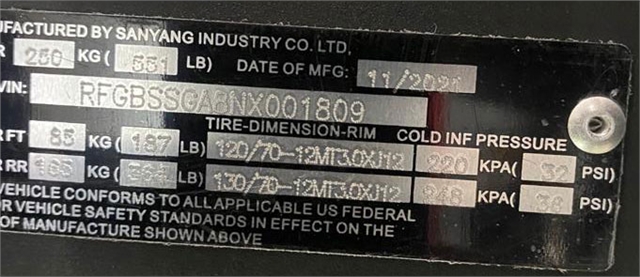 UFACTURED BY SANYANG INDUSTRY CO. LTD,
R 250 KG ( 551 LB) DATE OF MFG: 11/2021
VIN: RFGBSSGA8NX001809
TIRE-DIMENSION-RIM COLD INF PRESSURE
R FT 85 KG ( 187 LB) 120/70-12MT3.0XJ12 220 KPA( 32 PSI)
RR 165 KG ( 364 LB) 130/70-12MT3.0XJ12 248 KPA( 36 PSI)
VEHICLE CONFORMS TO ALL APPLICABLE US FEDERAL
R VEHICLE SAFETY STANDARDS IN EFFECT ON THE
OF MANUFACTURE SHOWN ABOVE